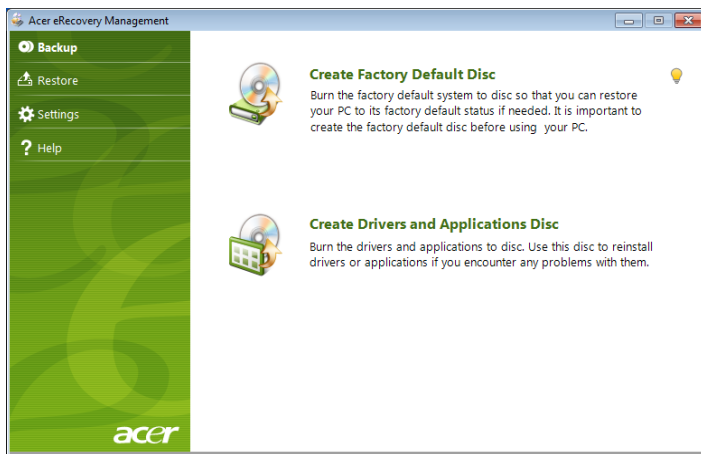 Acer eRecovery Management
Backup
Restore
Settings
? Help
Create Factory Default Disc
Burn the factory default system to disc so that you can restore
your PC to its factory default status if needed. It is important to
create the factory default disc before using your PC.
Create Drivers and Applications Disc
Burn the drivers and applications to disc. Use this disc to reinstall
drivers or applications if you encounter any problems with them.
acer